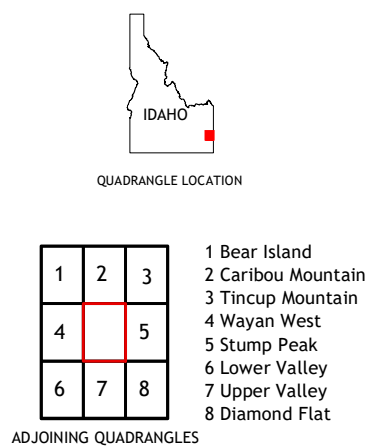 IDAHO
QUADRANGLE LOCATION
1 2 3
4 5
6 7 8
1 Bear Island
2 Caribou Mountain
3 Tincup Mountain
4 Wayan West
5 Stump Peak
6 Lower Valley
7 Upper Valley
8 Diamond Flat
ADJOINING QUADRANGLES